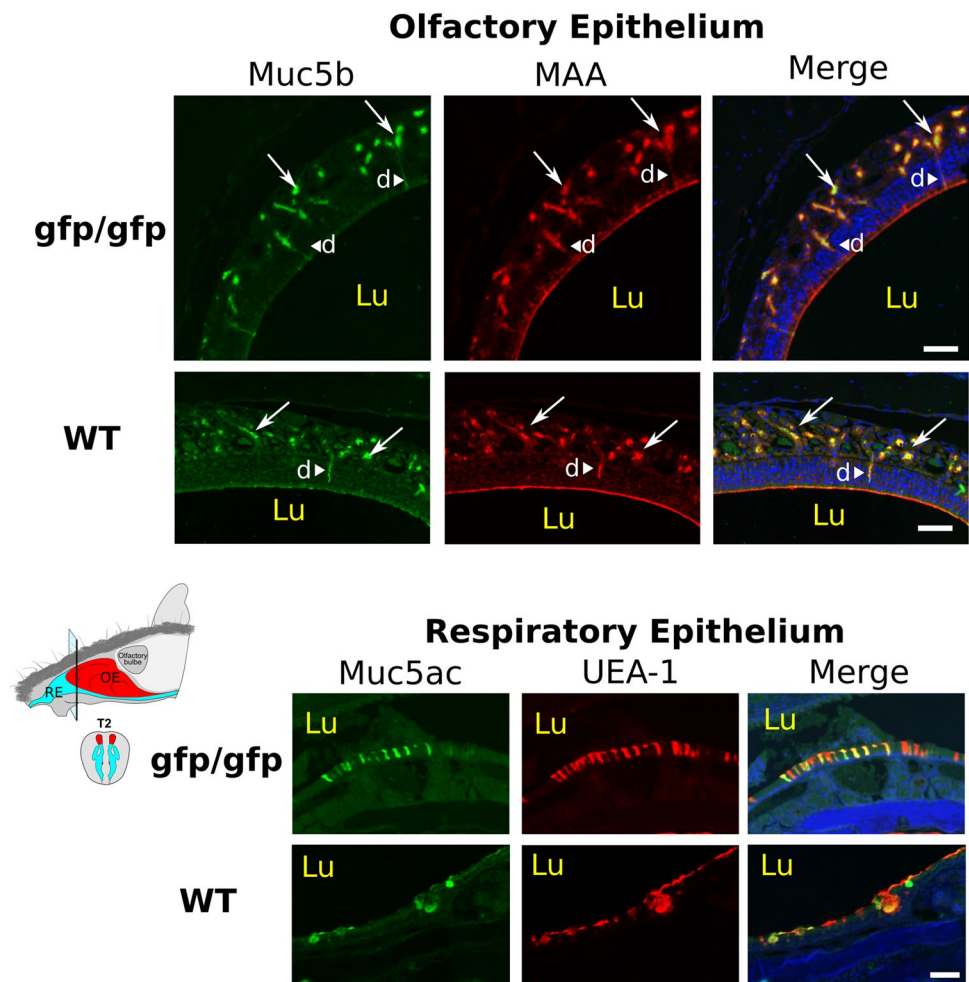 Olfactory Epithelium
Muc5b MAA Merge
gfp/gfp
d d d
d d d
Lu Lu Lu
WT
d d d
Lu Lu Lu
Respiratory Epithelium
Muc5ac UEA-1 Merge
Olfactory
bulbe
OE
RE
T2
gfp/gfp
Lu Lu Lu
WT
Lu Lu Lu